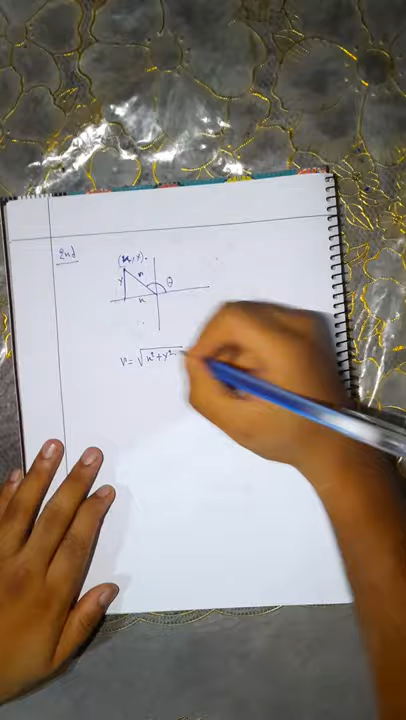 2nd
(x, y)
r θ
y
x
r = √x²+y²